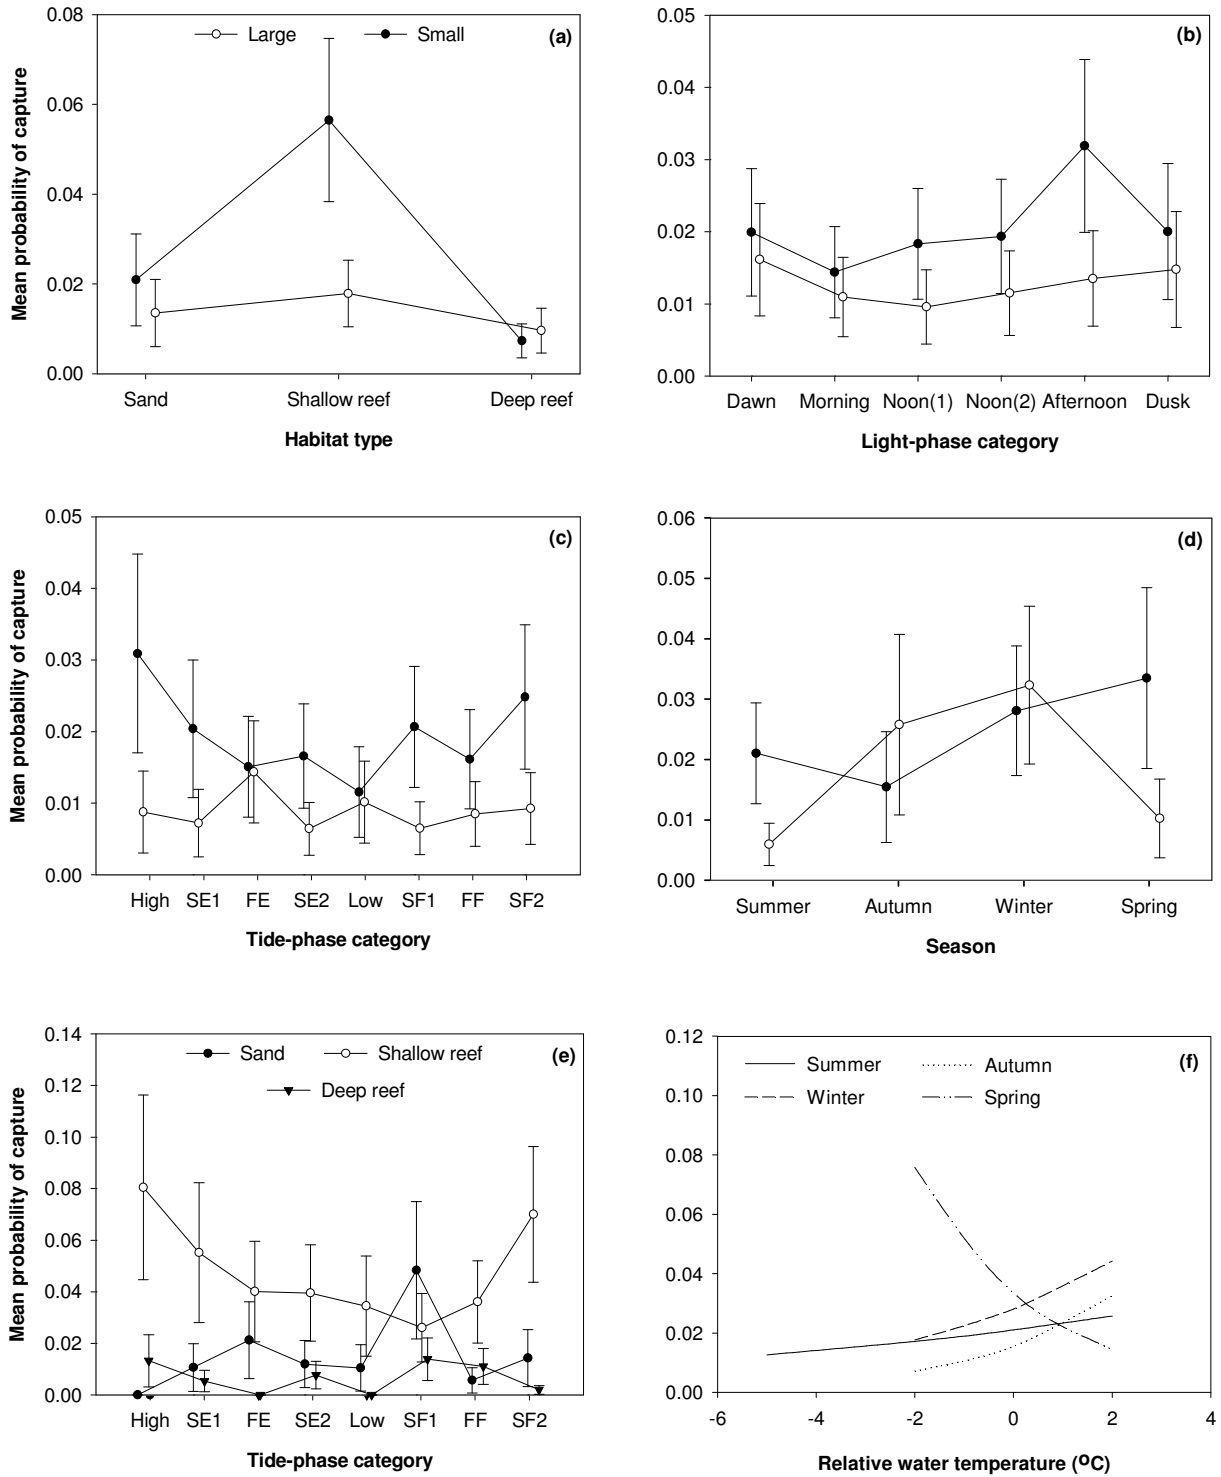 0.08
0.06
0.04
0.02
0.00
Mean probability of capture
Large
Small
(a)
Sand
Shallow reef
Deep reef
Habitat type
0.05
0.04
0.03
0.02
0.01
0.00
(b)
Dawn
Morning
Noon(1)
Noon(2)
Afternoon
Dusk
Light-phase category
0.05
0.04
0.03
0.02
0.01
0.00
Mean probability of capture
(c)
High
SE1
FE
SE2
Low
SF1
FF
SF2
Tide-phase category
0.06
0.05
0.04
0.03
0.02
0.01
0.00
(d)
Summer
Autumn
Winter
Spring
Season
0.14
0.12
0.10
0.08
0.06
0.04
0.02
0.00
Mean probability of capture
Sand
Shallow reef
Deep reef
(e)
High
SE1
FE
SE2
Low
SF1
FF
SF2
Tide-phase category
0.12
0.10
0.08
0.06
0.04
0.02
0.00
Summer
Autumn
Winter
Spring
(f)
-6
-4
-2
0
2
4
Relative water temperature (ºC)